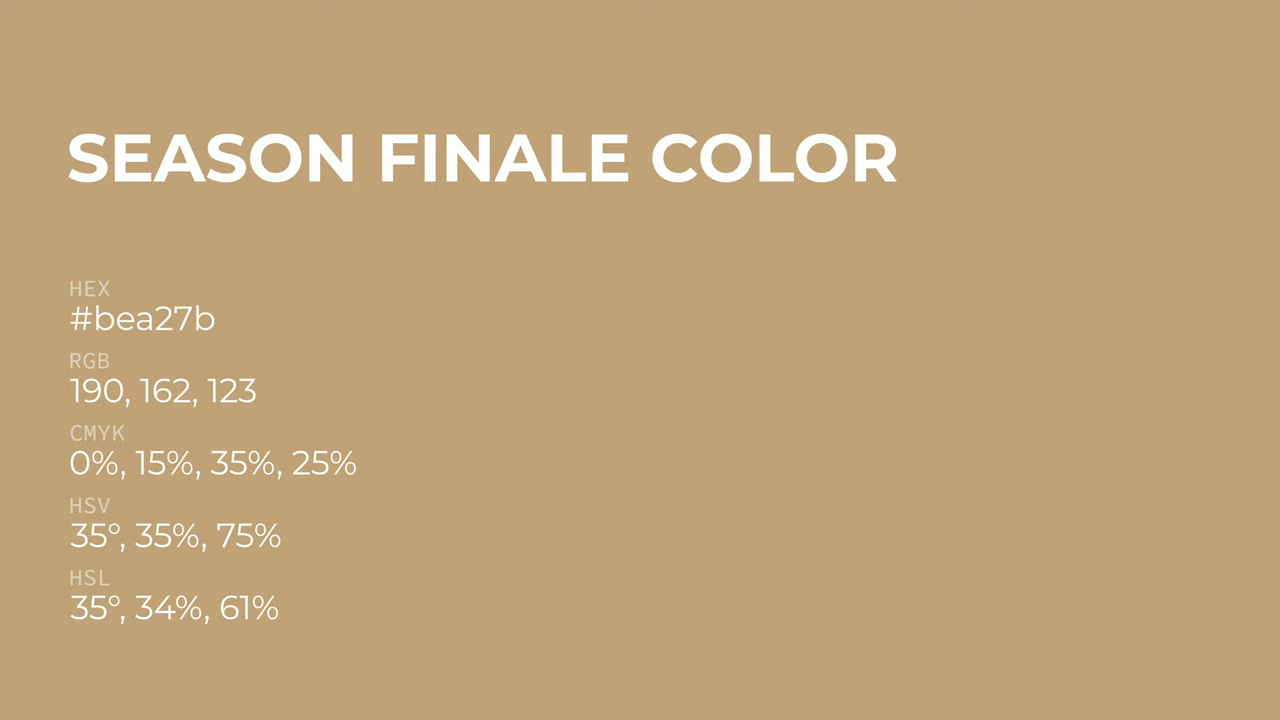 SEASON FINALE COLOR
HEX
#bea27b
RGB
190, 162, 123
CMYK
0%, 15%, 35%, 25%
HSV
35°, 35%, 75%
HSL
35°, 34%, 61%